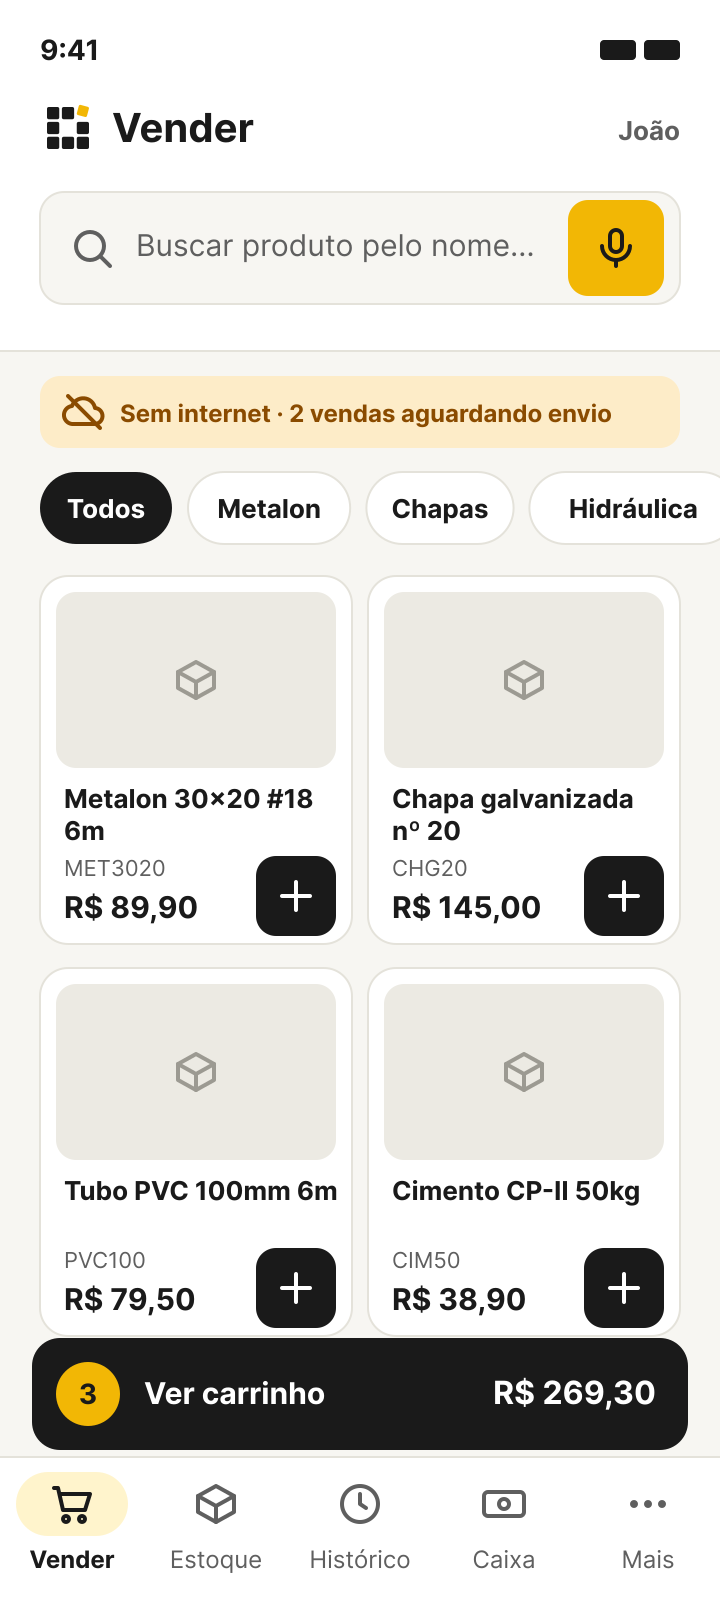 9:41
Vender
João
Buscar produto pelo nome...
Sem internet · 2 vendas aguardando envio
Todos
Metalon
Chapas
Hidráulica
Metalon 30×20 #18
6m
MET3020
R$ 89,90
Chapa galvanizada
nº 20
CHG20
R$ 145,00
Tubo PVC 100mm 6m
PVC100
R$ 79,50
Cimento CP-II 50kg
CIM50
R$ 38,90
3
Ver carrinho
R$ 269,30
Vender
Estoque
Histórico
Caixa
Mais